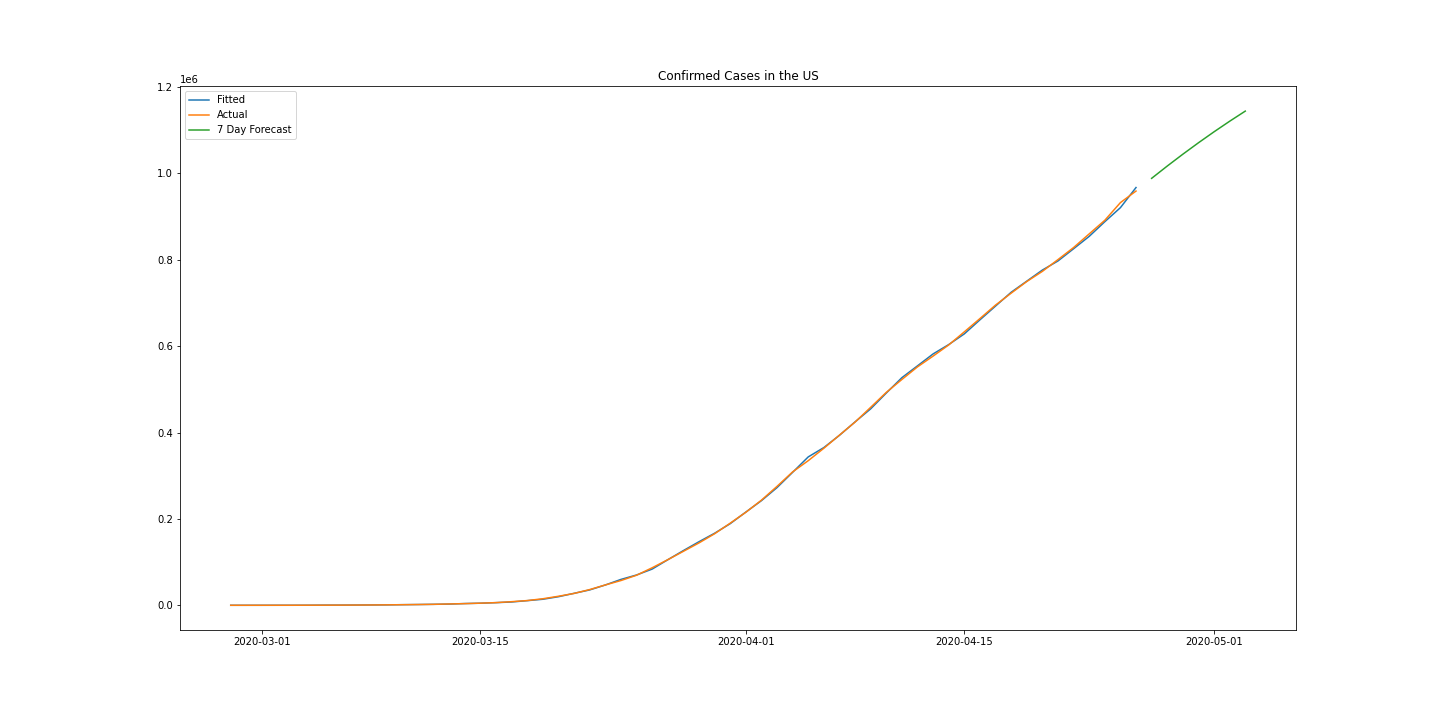 Confirmed Cases in the US
1e6
1.2
1.0
0.8
0.6
0.4
0.2
0.0
Fitted
Actual
7 Day Forecast
2020-03-01
2020-03-15
2020-04-01
2020-04-15
2020-05-01